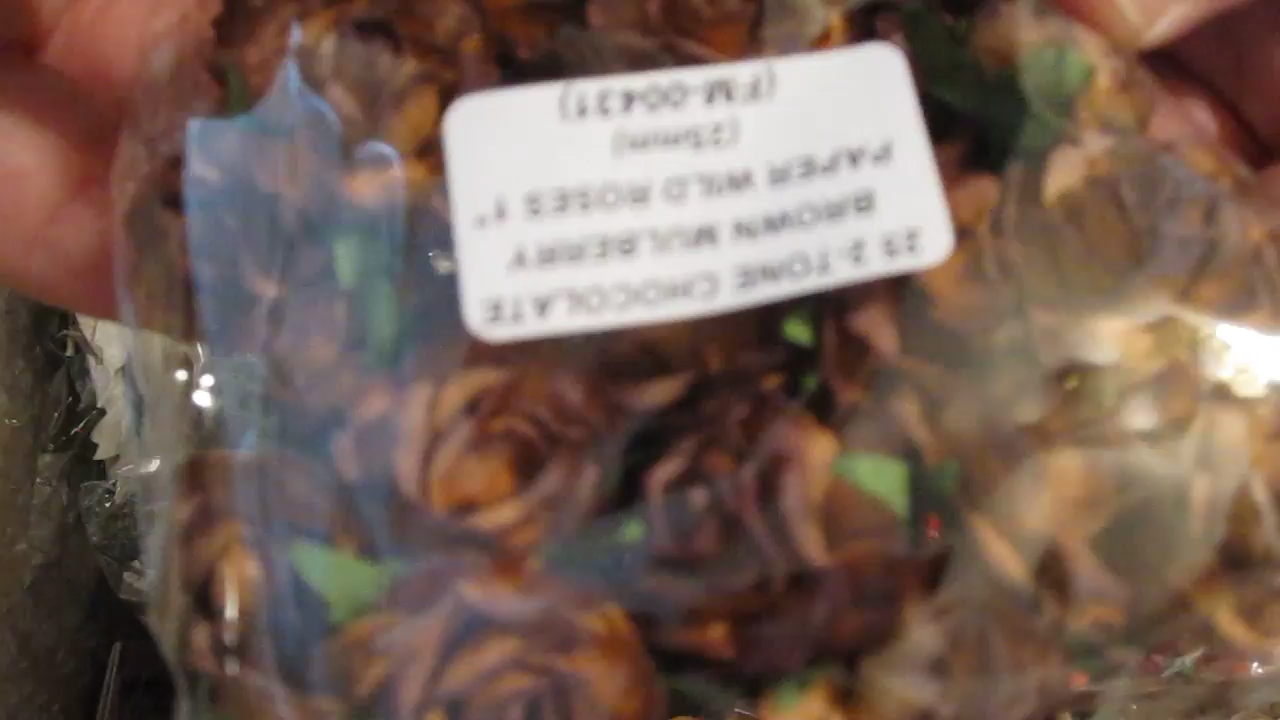 25 2-TONE CHOCOLATE
BROWN MULBERRY
PAPER WILD ROSES 1"
(25mm)
(FM-00431)